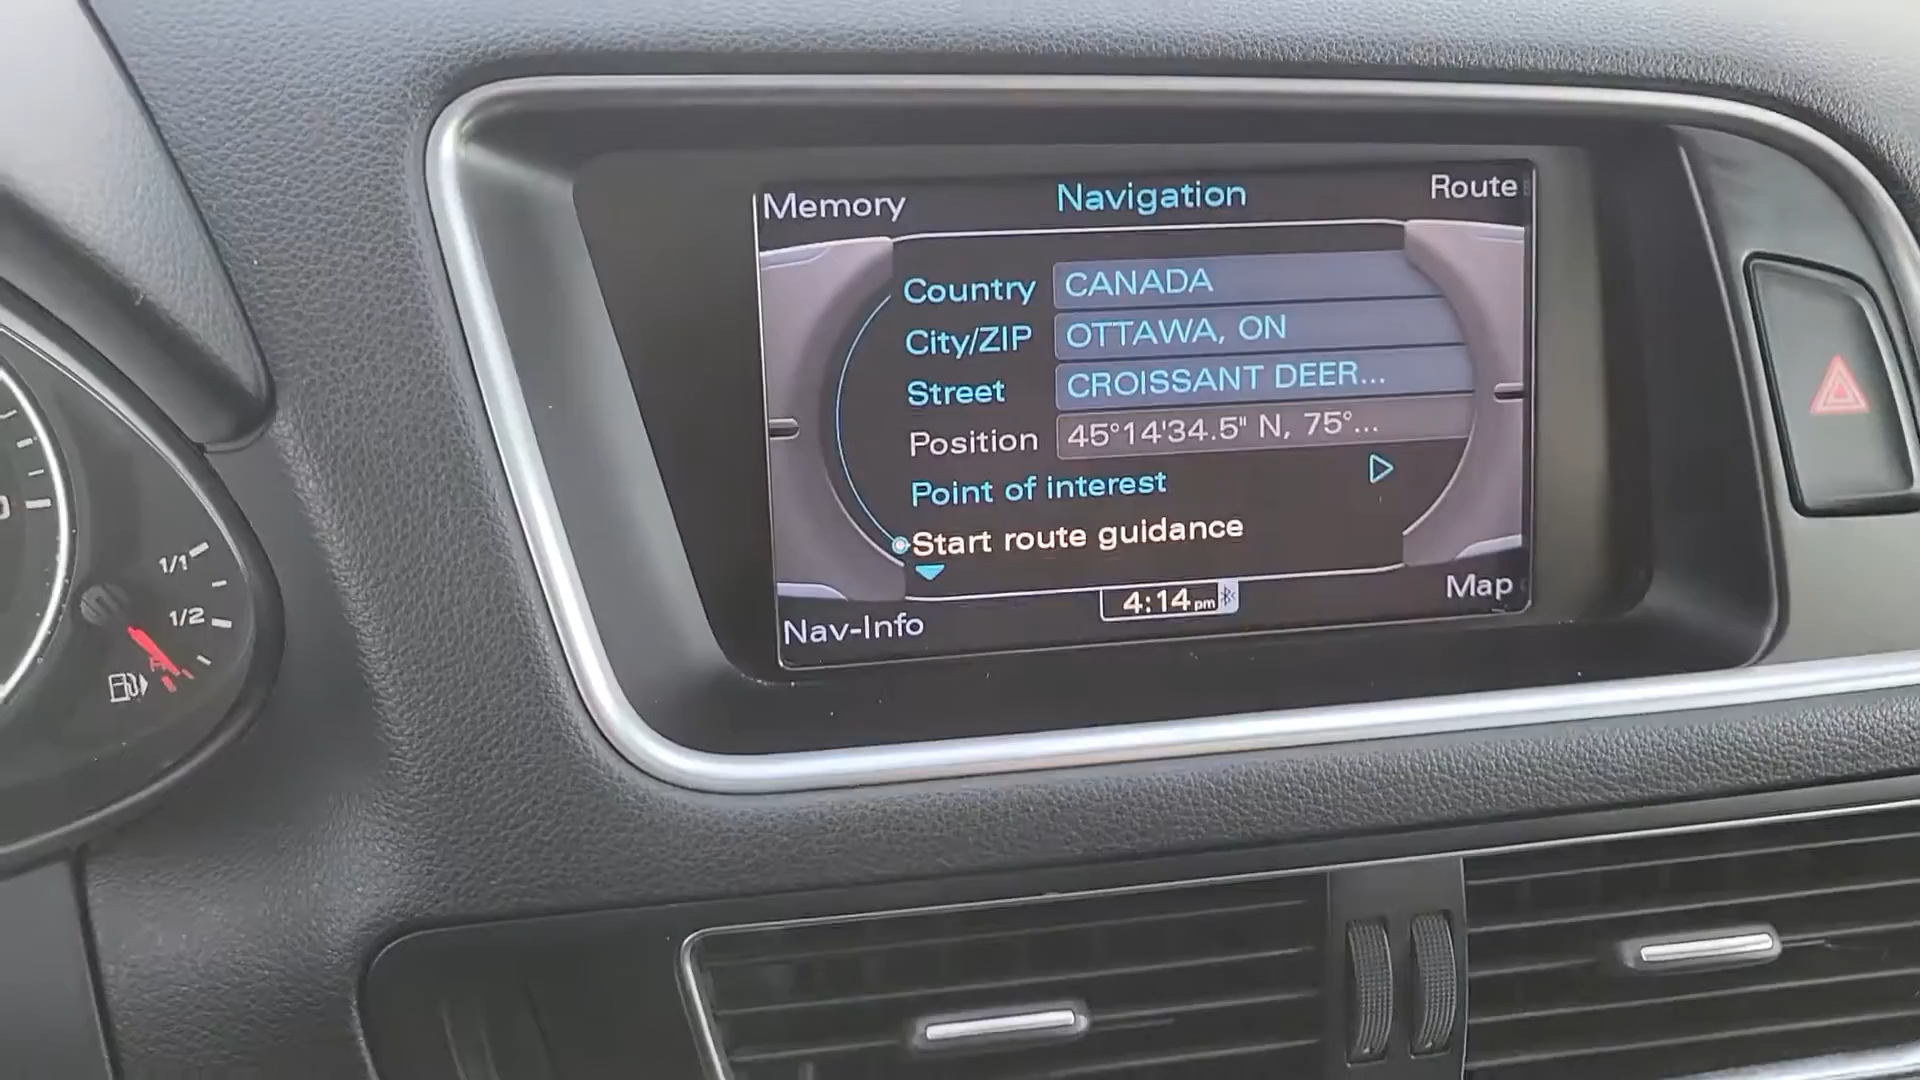 Memory Navigation Route
Country CANADA
City/ZIP OTTAWA, ON
Street CROISSANT DEER...
Position 45°14'34.5" N, 75°...
Point of interest
Start route guidance
Nav-Info 4:14 pm Map
1/1
1/2